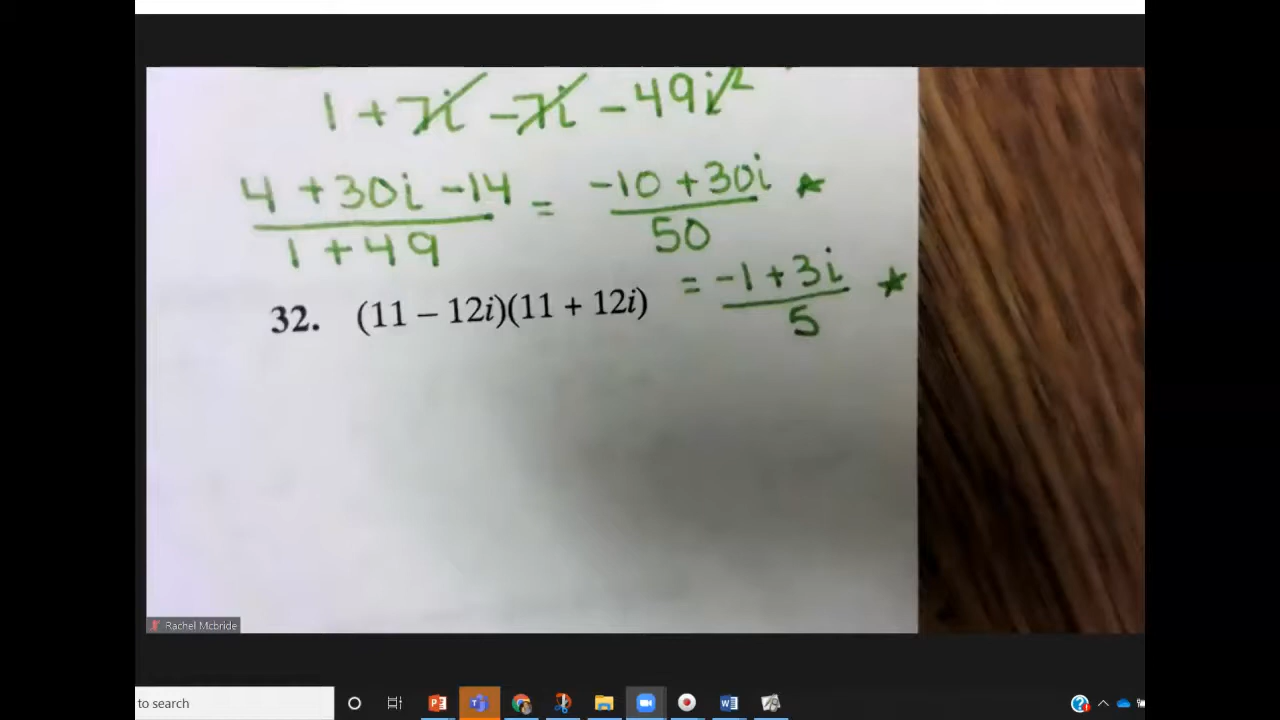 1 + 7i - 7i - 49i²
4 + 30i - 14 = -10 + 30i ★
1 + 49 50
= -1 + 3i ★
5
32. (11 – 12i)(11 + 12i)
Rachel Mcbride
to search